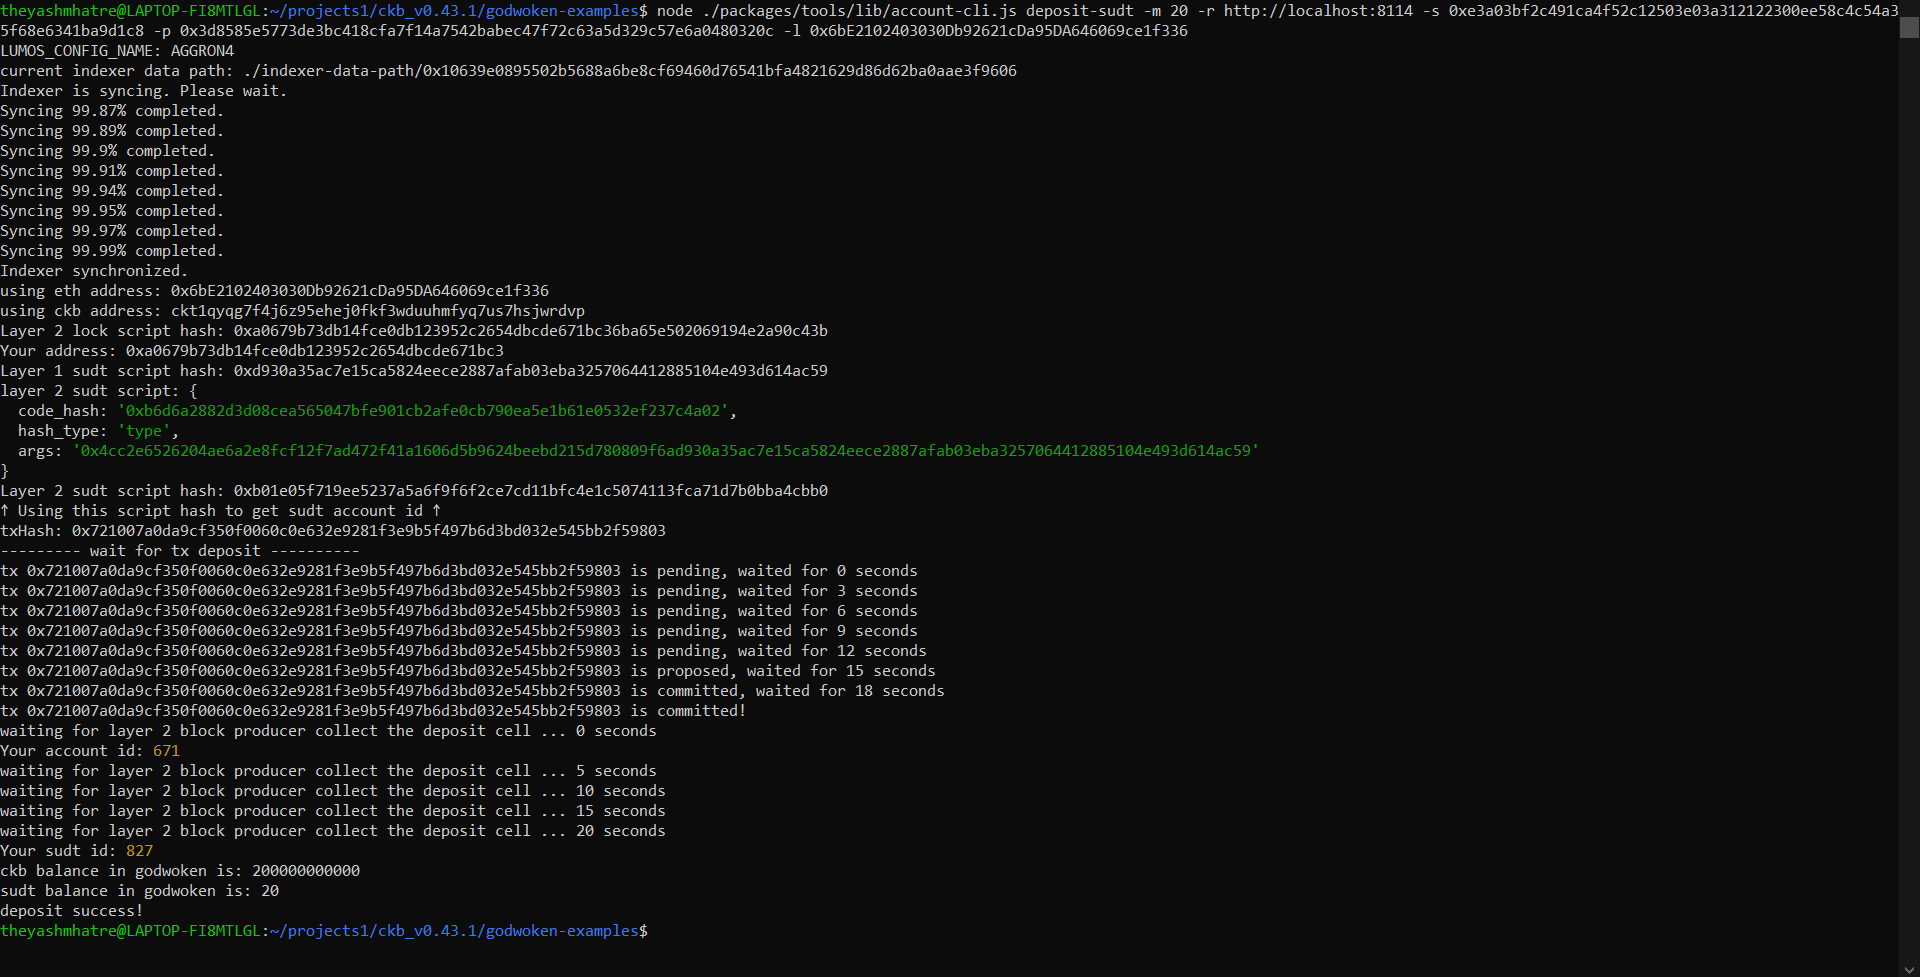 theyashmhatre@LAPTOP-FI8MTLGL:~/projects1/ckb_v0.43.1/godwoken-examples$ node ./packages/tools/lib/account-cli.js deposit-sudt -m 20 -r http://localhost:8114 -s 0xe3a03bf2c491ca4f52c12503e03a312122300ee58c4c54a3
5f68e6341ba9d1c8 -p 0x3d8585e5773de3bc418cfa7f14a7542babec47f72c63a5d329c57e6a0480320c -l 0x6bE2102403030Db92621cDa95DA646069ce1f336
LUMOS_CONFIG_NAME: AGGRON4
current indexer data path: ./indexer-data-path/0x10639e0895502b5688a6be8cf69460d76541bfa4821629d86d62ba0aae3f9606
Indexer is syncing. Please wait.
Syncing 99.87% completed.
Syncing 99.89% completed.
Syncing 99.9% completed.
Syncing 99.91% completed.
Syncing 99.94% completed.
Syncing 99.95% completed.
Syncing 99.97% completed.
Syncing 99.99% completed.
Indexer synchronized.
using eth address: 0x6bE2102403030Db92621cDa95DA646069ce1f336
using ckb address: ckt1qyqg7f4j6z95ehej0fkf3wduuhmfyq7us7hsjwrdvp
Layer 2 lock script hash: 0xa0679b73db14fce0db123952c2654dbcde671bc36ba65e502069194e2a90c43b
Your address: 0xa0679b73db14fce0db123952c2654dbcde671bc3
Layer 1 sudt script hash: 0xd930a35ac7e15ca5824eece2887afab03eba3257064412885104e493d614ac59
layer 2 sudt script: {
  code_hash: '0xb6d6a2882d3d08cea565047bfe901cb2afe0cb790ea5e1b61e0532ef237c4a02',
  hash_type: 'type',
  args: '0x4cc2e6526204ae6a2e8fcf12f7ad472f41a1606d5b9624beebd215d780809f6ad930a35ac7e15ca5824eece2887afab03eba3257064412885104e493d614ac59'
}
Layer 2 sudt script hash: 0xb01e05f719ee5237a5a6f9f6f2ce7cd11bfc4e1c5074113fca71d7b0bba4cbb0
↑ Using this script hash to get sudt account id ↑
txHash: 0x721007a0da9cf350f0060c0e632e9281f3e9b5f497b6d3bd032e545bb2f59803
--------- wait for tx deposit ----------
tx 0x721007a0da9cf350f0060c0e632e9281f3e9b5f497b6d3bd032e545bb2f59803 is pending, waited for 0 seconds
tx 0x721007a0da9cf350f0060c0e632e9281f3e9b5f497b6d3bd032e545bb2f59803 is pending, waited for 3 seconds
tx 0x721007a0da9cf350f0060c0e632e9281f3e9b5f497b6d3bd032e545bb2f59803 is pending, waited for 6 seconds
tx 0x721007a0da9cf350f0060c0e632e9281f3e9b5f497b6d3bd032e545bb2f59803 is pending, waited for 9 seconds
tx 0x721007a0da9cf350f0060c0e632e9281f3e9b5f497b6d3bd032e545bb2f59803 is pending, waited for 12 seconds
tx 0x721007a0da9cf350f0060c0e632e9281f3e9b5f497b6d3bd032e545bb2f59803 is proposed, waited for 15 seconds
tx 0x721007a0da9cf350f0060c0e632e9281f3e9b5f497b6d3bd032e545bb2f59803 is committed, waited for 18 seconds
tx 0x721007a0da9cf350f0060c0e632e9281f3e9b5f497b6d3bd032e545bb2f59803 is committed!
waiting for layer 2 block producer collect the deposit cell ... 0 seconds
Your account id: 671
waiting for layer 2 block producer collect the deposit cell ... 5 seconds
waiting for layer 2 block producer collect the deposit cell ... 10 seconds
waiting for layer 2 block producer collect the deposit cell ... 15 seconds
waiting for layer 2 block producer collect the deposit cell ... 20 seconds
Your sudt id: 827
ckb balance in godwoken is: 200000000000
sudt balance in godwoken is: 20
deposit success!
theyashmhatre@LAPTOP-FI8MTLGL:~/projects1/ckb_v0.43.1/godwoken-examples$